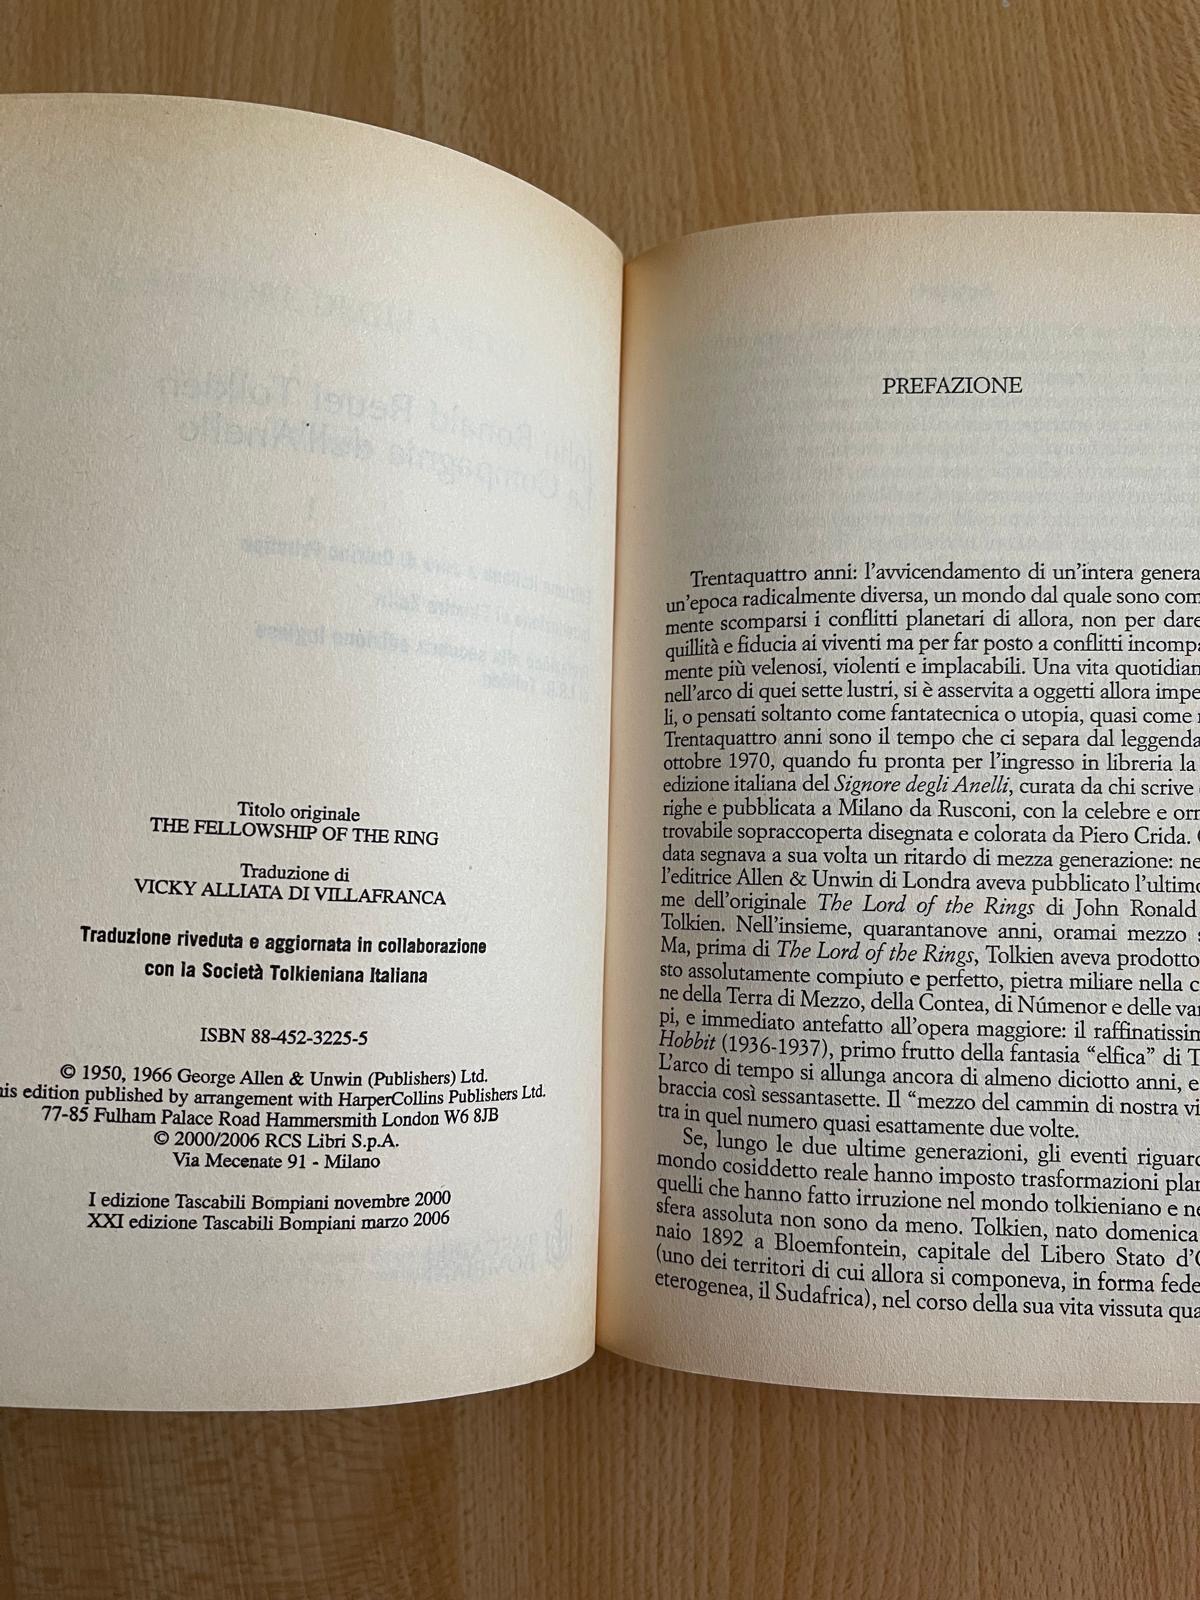 Titolo originale
THE FELLOWSHIP OF THE RING
Traduzione di
VICKY ALLIATA DI VILLAFRANCA
Traduzione riveduta e aggiornata in collaborazione
con la Società Tolkieniana Italiana
ISBN 88-452-3225-5
© 1950, 1966 George Allen & Unwin (Publishers) Ltd.
edition published by arrangement with HarperCollins Publishers Ltd.
77-85 Fulham Palace Road Hammersmith London W6 8JB
© 2000/2006 RCS Libri S.p.A.
Via Mecenate 91 - Milano
I edizione Tascabili Bompiani novembre 2000
XXI edizione Tascabili Bompiani marzo 2006
PREFAZIONE
Trentaquattro anni: l'avvicendamento di un'intera genera
un'epoca radicalmente diversa, un mondo dal quale sono com
mente scomparsi i conflitti planetari di allora, non per dare
quillità e fiducia ai viventi ma per far posto a conflitti incompa
mente più velenosi, violenti e implacabili. Una vita quotidian
nell'arco di quei sette lustri, si è asservita a oggetti allora impe
li, o pensati soltanto come fantatecnica o utopia, quasi come
Trentaquattro anni sono il tempo che ci separa dal leggenda
ottobre 1970, quando fu pronta per l'ingresso in libreria la
edizione italiana del Signore degli Anelli, curata da chi scrive
righe e pubblicata a Milano da Rusconi, con la celebre e orm
trovabile sopraccoperta disegnata e colorata da Piero Crida.
data segnava a sua volta un ritardo di mezza generazione: ne
l'editrice Allen & Unwin di Londra aveva pubblicato l'ultimo
me dell'originale The Lord of the Rings di John Ronald
Tolkien. Nell'insieme, quarantanove anni, oramai mezzo s
Ma, prima di The Lord of the Rings, Tolkien aveva prodotto
sto assolutamente compiuto e perfetto, pietra miliare nella c
ne della Terra di Mezzo, della Contea, di Númenor e delle var
pi, e immediato antefatto all'opera maggiore: il raffinatissim
Hobbit (1936-1937), primo frutto della fantasia "elfica" di T
L'arco di tempo si allunga ancora di almeno diciotto anni, e
braccia così sessantasette. Il "mezzo del cammin di nostra vi
tra in quel numero quasi esattamente due volte.
Se, lungo le due ultime generazioni, gli eventi riguard
mondo cosiddetto reale hanno imposto trasformazioni plan
quelli che hanno fatto irruzione nel mondo tolkieniano e ne
sfera assoluta non sono da meno. Tolkien, nato domenica
naio 1892 a Bloemfontein, capitale del Libero Stato d'O
(uno dei territori di cui allora si componeva, in forma fede
eterogenea, il Sudafrica), nel corso della sua vita vissuta qua